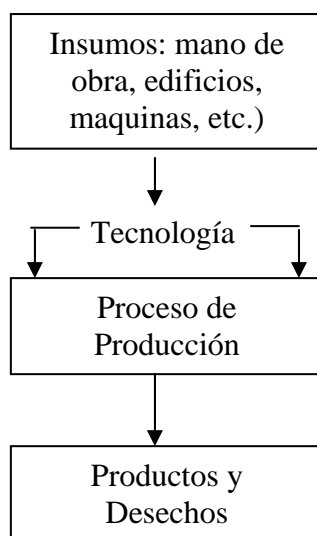 Insumos: mano de
obra, edificios,
maquinas, etc.)
Tecnología
Proceso de
Producción
Productos y
Desechos